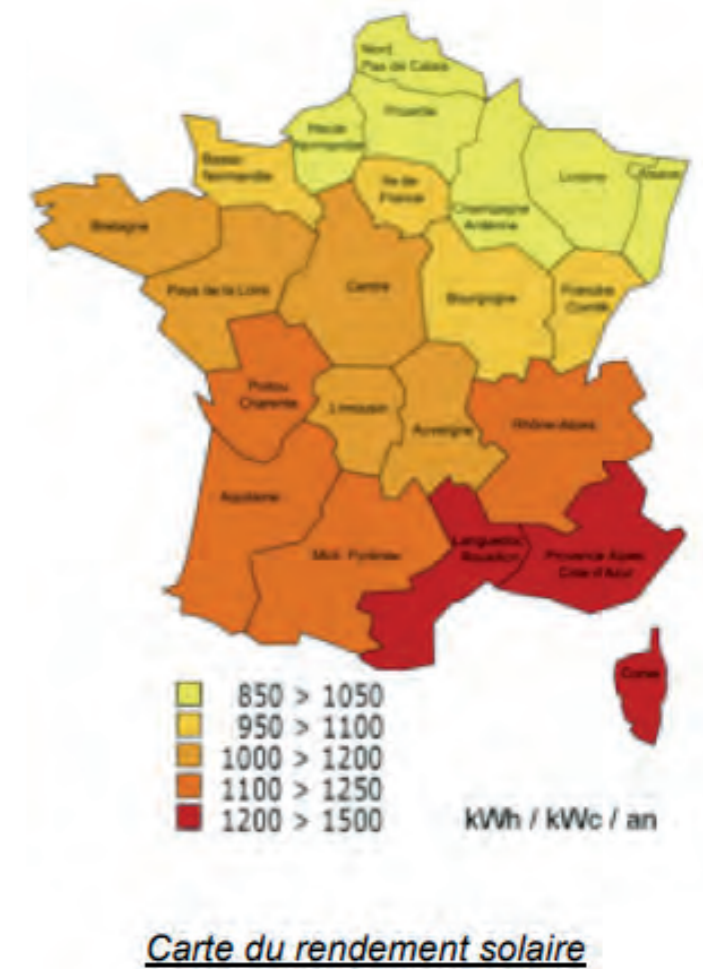 Nord
Pas de Calais
Picardie
Haute
Normandie
Basse-
Normandie
Ile de
France
Lorraine
Alsace
Champagne
Ardenne
Bretagne
Pays de la Loire
Centre
Bourgogne
Franche
Comté
Poitou
Charente
Limousin
Auvergne
Rhône-Alpes
Aquitaine
Midi- Pyrénée
Languedoc
Roussillon
Provence Alpes
Cote d'Azur
Corse
850 > 1050
950 > 1100
1000 > 1200
1100 > 1250
1200 > 1500
kWh / kWc / an
Carte du rendement solaire